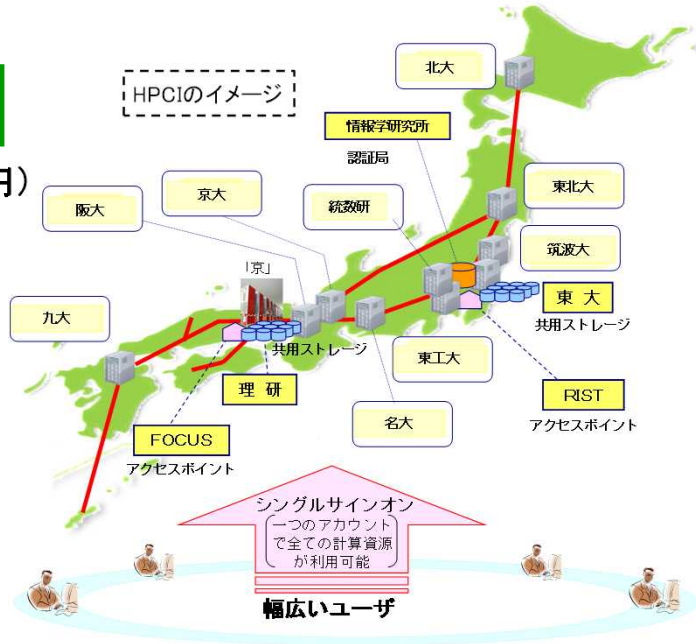 HPCIのイメージ
円）
北大
情報学研究所
認証局
東北大
京大
統数研
阪大
筑波大
「京」
九大
東 大
共用ストレージ
共用ストレージ
東工大
理 研
RIST
アクセスポイント
名大
FOCUS
アクセスポイント
シングルサインオン
一つのアカウント
で全ての計算資源
が利用可能
幅広いユーザ